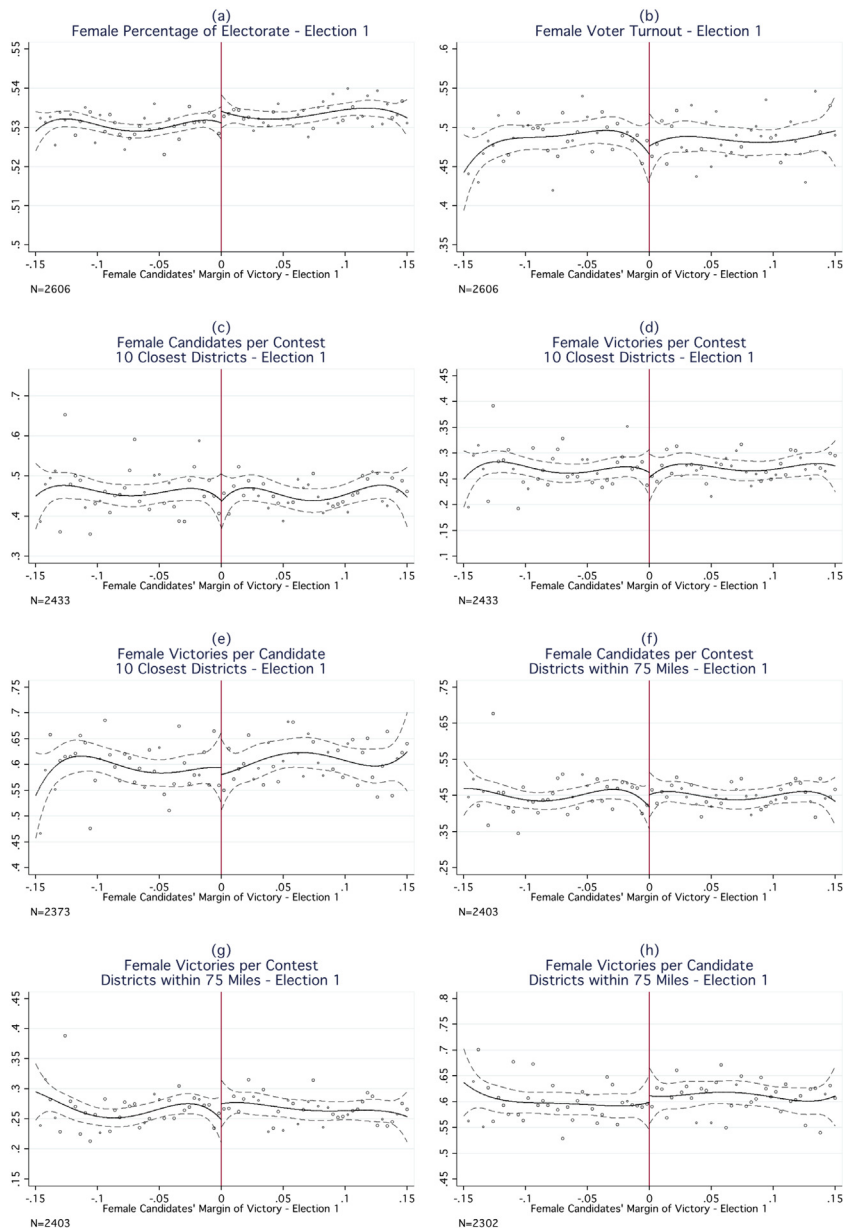 (a)
Female Percentage of Electorate - Election 1
.55
.54
.53
.52
.51
.5
-.15 -.1 -.05 0 .05 .1 .15
Female Candidates' Margin of Victory - Election 1
N=2606
(b)
Female Voter Turnout - Election 1
.6
.55
.5
.45
.4
.35
-.15 -.1 -.05 0 .05 .1 .15
Female Candidates' Margin of Victory - Election 1
N=2606
(c)
Female Candidates per Contest
10 Closest Districts - Election 1
.7
.6
.5
.4
.3
-.15 -.1 -.05 0 .05 .1 .15
Female Candidates' Margin of Victory - Election 1
N=2433
(d)
Female Victories per Contest
10 Closest Districts - Election 1
.45
.4
.35
.3
.25
.2
.15
.1
-.15 -.1 -.05 0 .05 .1 .15
Female Candidates' Margin of Victory - Election 1
N=2433
(e)
Female Victories per Candidate
10 Closest Districts - Election 1
.75
.7
.65
.6
.55
.5
.45
.4
-.15 -.1 -.05 0 .05 .1 .15
Female Candidates' Margin of Victory - Election 1
N=2373
(f)
Female Candidates per Contest
Districts within 75 Miles - Election 1
.75
.65
.55
.45
.35
.25
-.15 -.1 -.05 0 .05 .1 .15
Female Candidates' Margin of Victory - Election 1
N=2403
(g)
Female Victories per Contest
Districts within 75 Miles - Election 1
.45
.4
.35
.3
.25
.2
.15
-.15 -.1 -.05 0 .05 .1 .15
Female Candidates' Margin of Victory - Election 1
N=2403
(h)
Female Victories per Candidate
Districts within 75 Miles - Election 1
.8
.75
.7
.65
.6
.55
.5
.45
-.15 -.1 -.05 0 .05 .1 .15
Female Candidates' Margin of Victory - Election 1
N=2302